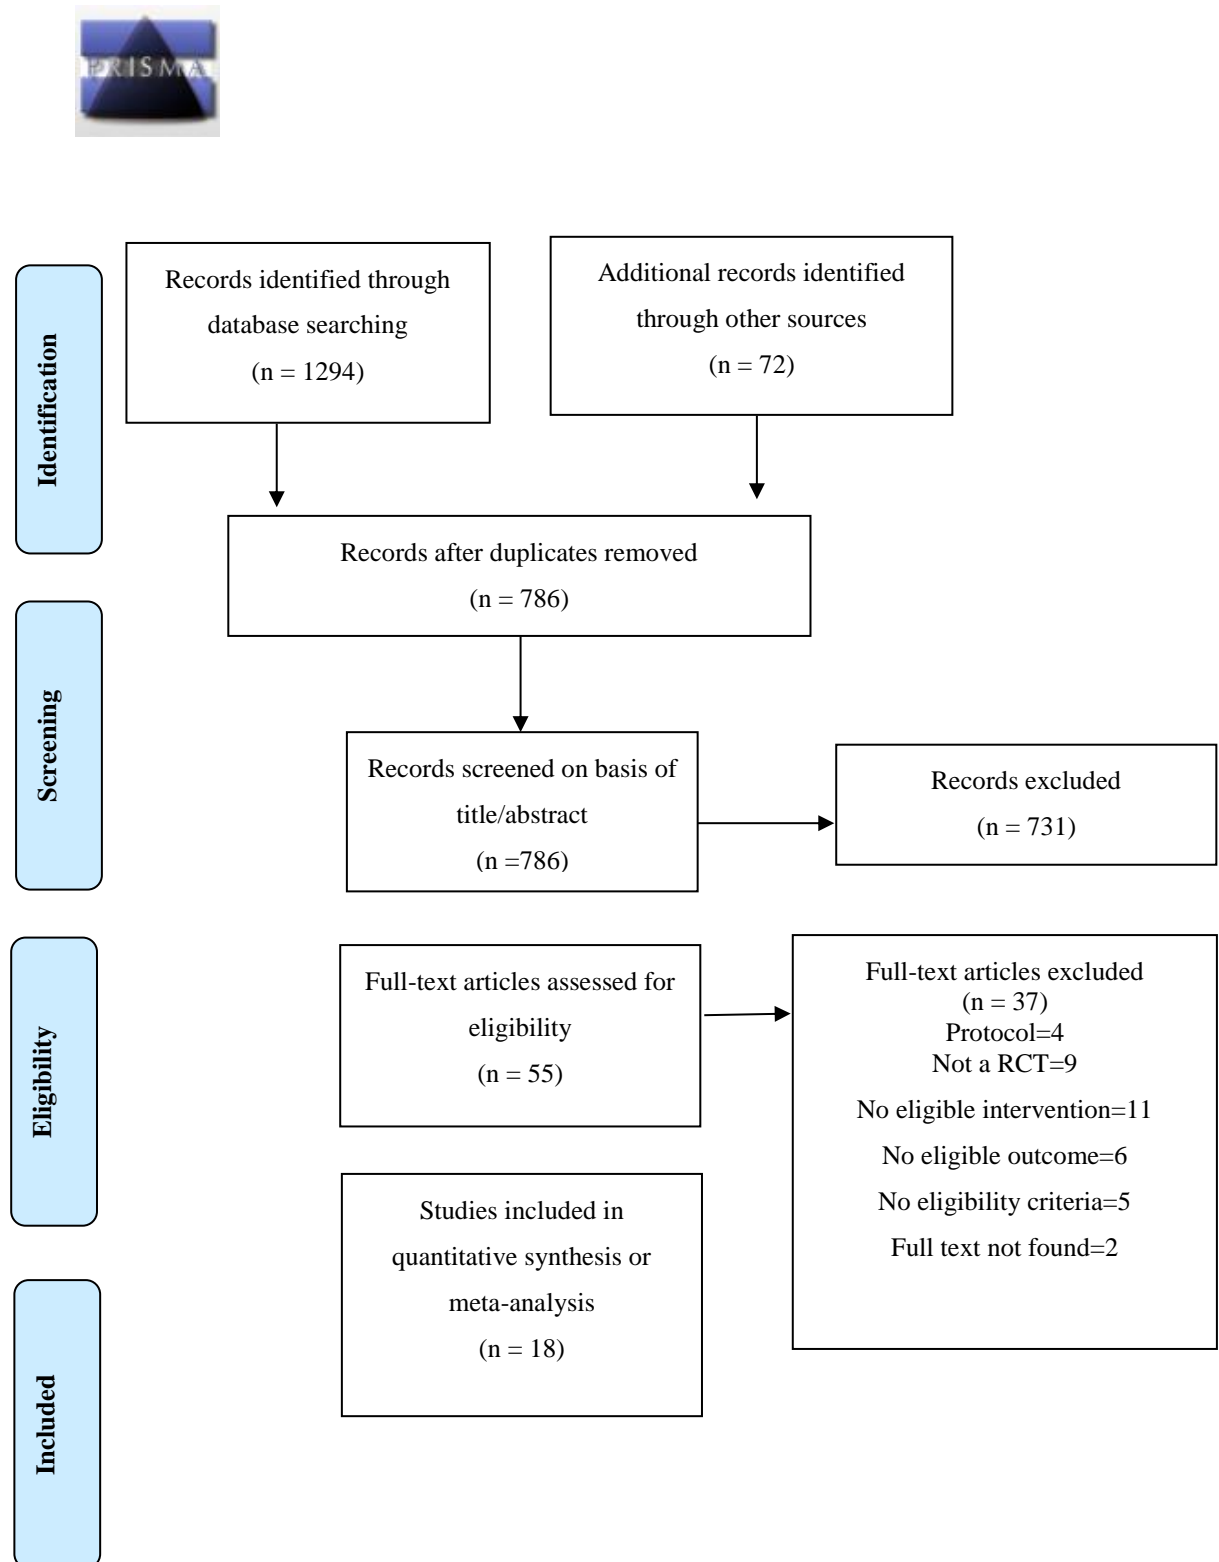 PRISMA
Identification
Records identified through
database searching
(n = 1294)
Additional records identified
through other sources
(n = 72)
Records after duplicates removed
(n = 786)
Screening
Records screened on basis of
title/abstract
(n =786)
Records excluded
(n = 731)
Eligibility
Full-text articles assessed for
eligibility
(n = 55)
Full-text articles excluded
(n = 37)
Protocol=4
Not a RCT=9
No eligible intervention=11
No eligible outcome=6
No eligibility criteria=5
Full text not found=2
Included
Studies included in
quantitative synthesis or
meta-analysis
(n = 18)